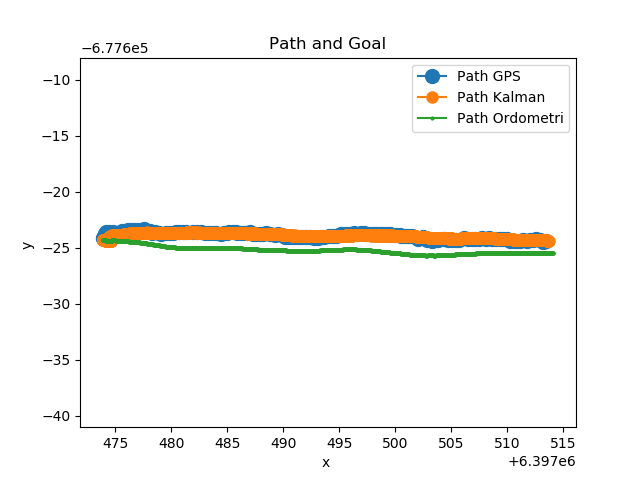 Path and Goal
−6.776e5
Path GPS
Path Kalman
Path Ordometri
−10
−15
−20
−25
−30
−35
−40
y
475 480 485 490 495 500 505 510 515
x
+6.397e6